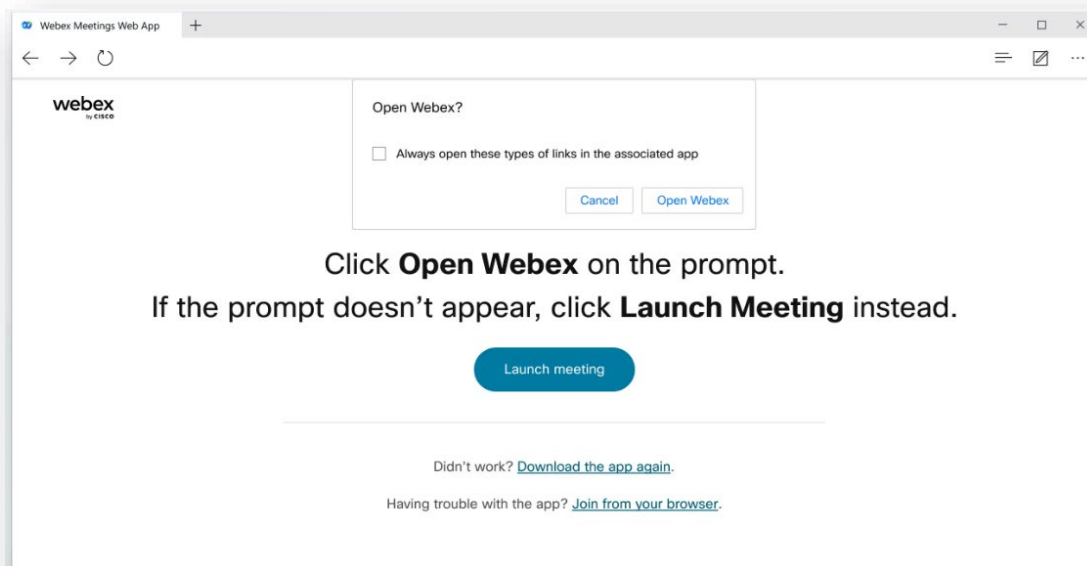 Webex Meetings Web App
webex
by CISCO
Open Webex?
Always open these types of links in the associated app
Cancel Open Webex
Click Open Webex on the prompt.
If the prompt doesn’t appear, click Launch Meeting instead.
Launch meeting
Didn’t work? Download the app again.
Having trouble with the app? Join from your browser.